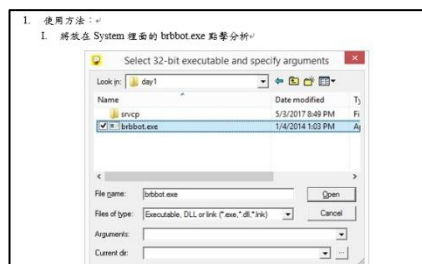 1. 使用方法：
I. 將放在 System 裡面的 brbbot.exe 點擊分析
Select 32-bit executable and specify arguments
Look in: day1
Name Date modified Ty
srvcp 5/3/2017 8:49 PM Fi
brbbot.exe 1/4/2014 1:03 PM A
File name: brbbot.exe Open
Files of type: Executable, DLL or link (*.exe,*.dll,*.lnk) Cancel
Arguments:
Current dir: